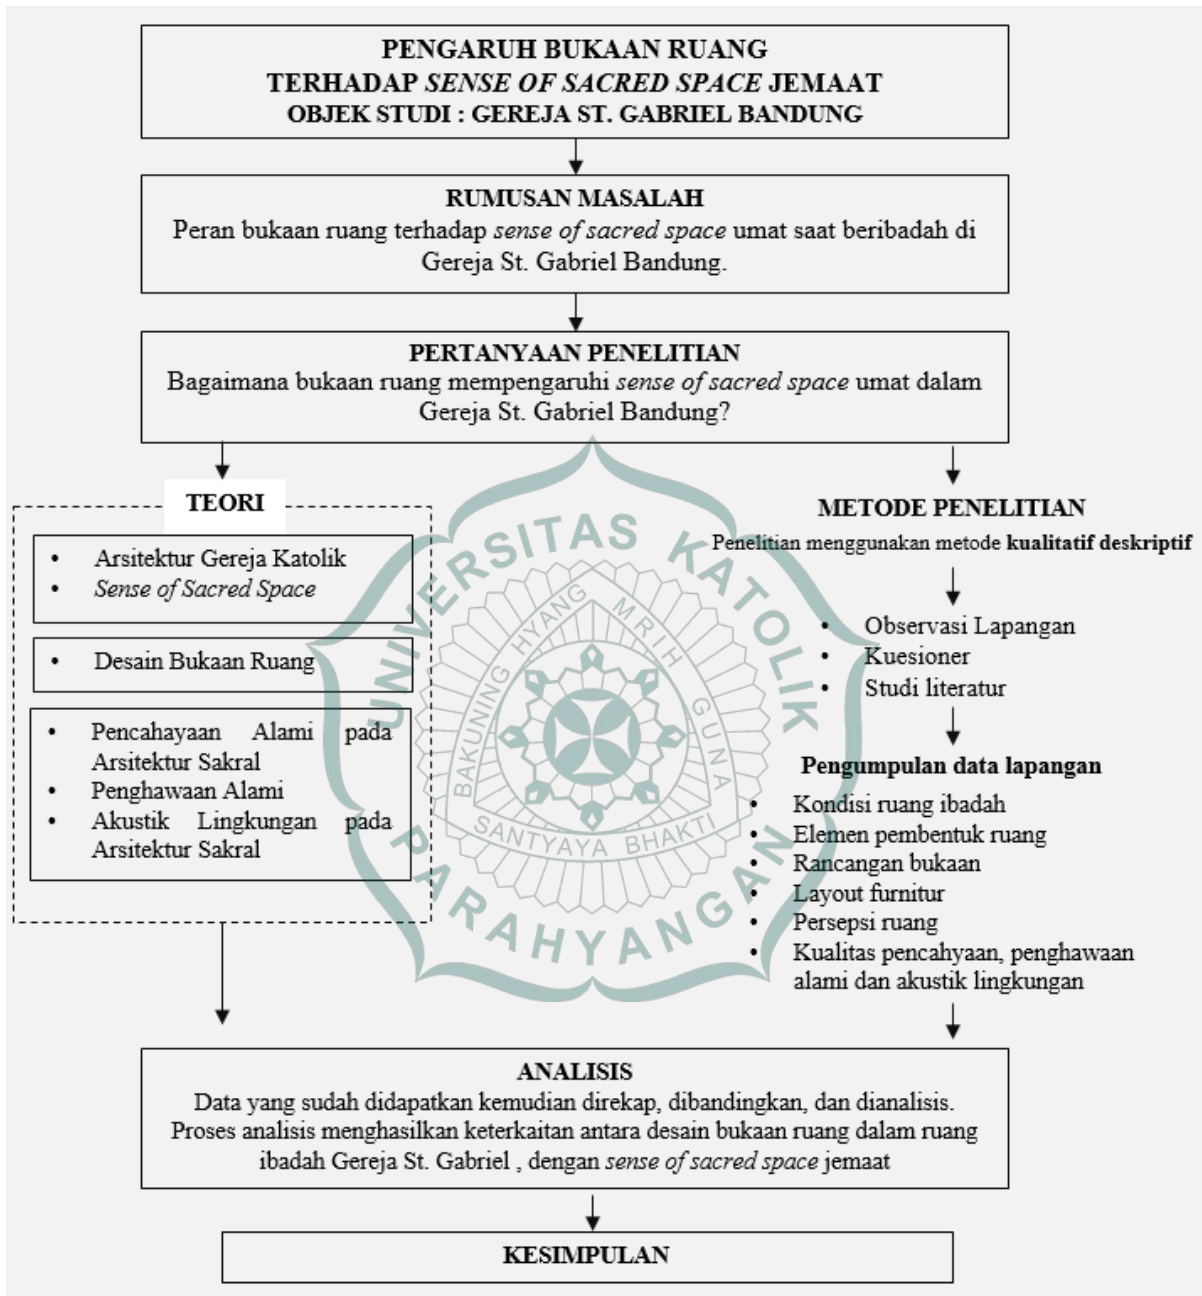 PENGARUH BUKAAN RUANG
TERHADAP SENSE OF SACRED SPACE JEMAAT
OBJEK STUDI : GEREJA ST. GABRIEL BANDUNG
RUMUSAN MASALAH
Peran bukaan ruang terhadap sense of sacred space umat saat beribadah di
Gereja St. Gabriel Bandung.
PERTANYAAN PENELITIAN
Bagaimana bukaan ruang mempengaruhi sense of sacred space umat dalam
Gereja St. Gabriel Bandung?
TEORI
• Arsitektur Gereja Katolik
• Sense of Sacred Space
• Desain Bukaan Ruang
• Pencahayaan Alami pada
Arsitektur Sakral
• Penghawaan Alami
• Akustik Lingkungan pada
Arsitektur Sakral
METODE PENELITIAN
Penelitian menggunakan metode kualitatif deskriptif
• Observasi Lapangan
• Kuesioner
• Studi literatur
Pengumpulan data lapangan
• Kondisi ruang ibadah
• Elemen pembentuk ruang
• Rancangan bukaan
• Layout furnitur
• Persepsi ruang
• Kualitas pencahyaan, penghawaan
alami dan akustik lingkungan
UNIVERSITAS KATOLIK
PARAHYANGAN
BAKUNING HYANG MRIH GUNA
SANTYAYA BHAKTI
ANALISIS
Data yang sudah didapatkan kemudian direkap, dibandingkan, dan dianalisis.
Proses analisis menghasilkan keterkaitan antara desain bukaan ruang dalam ruang
ibadah Gereja St. Gabriel , dengan sense of sacred space jemaat
KESIMPULAN